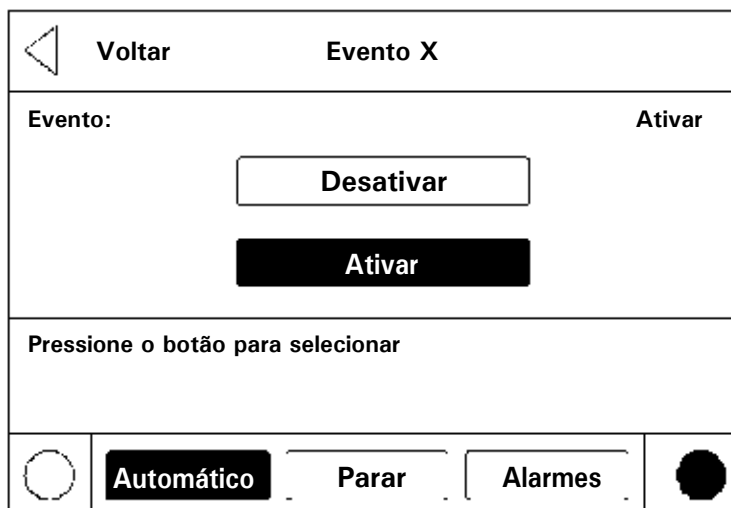 Voltar Evento X
Evento: Ativar
Desativar
Ativar
Pressione o botão para selecionar
Automático Parar Alarmes